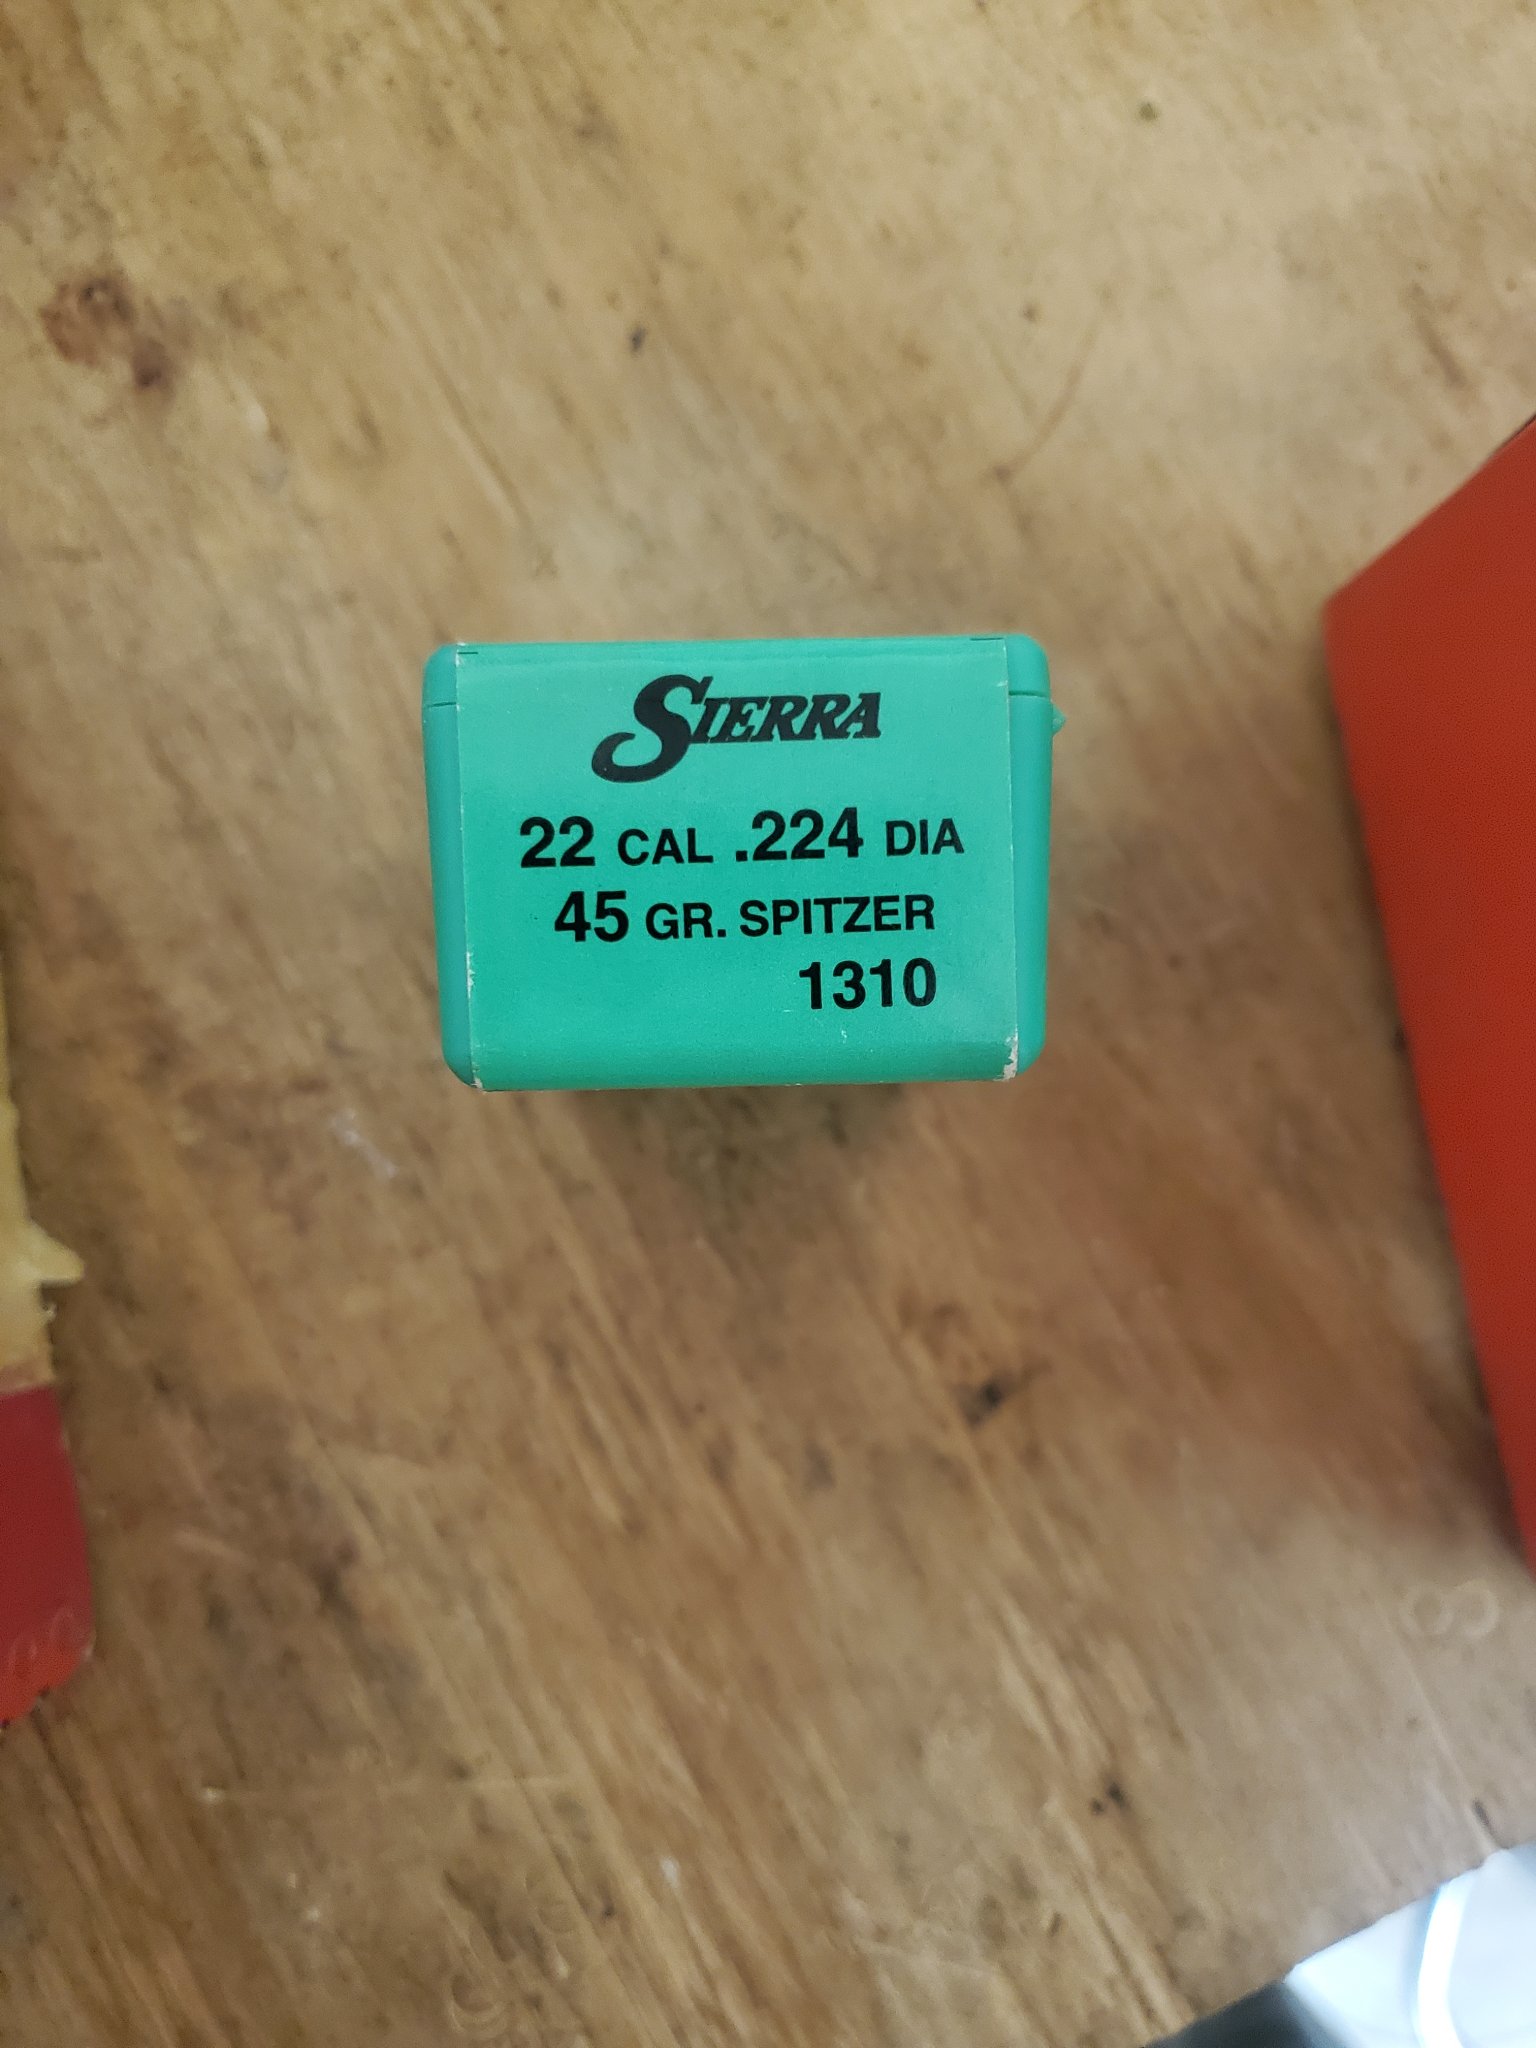 SIERRA
22 CAL .224 DIA
45 GR. SPITZER
1310